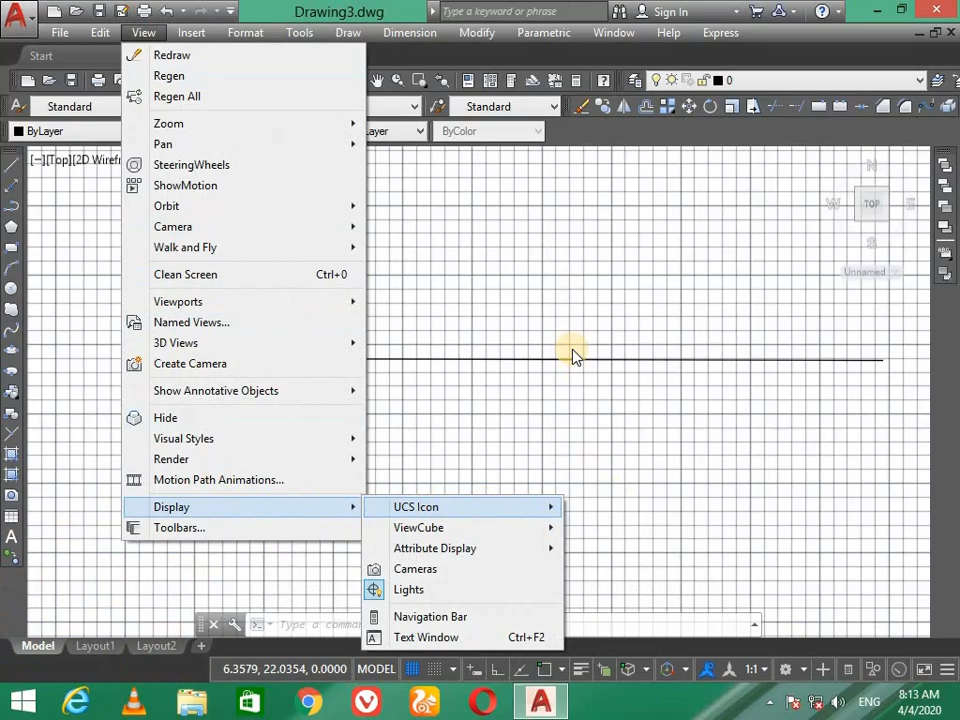 Drawing3.dwg
Type a keyword or phrase
Sign In
File Edit View Insert Format Tools Draw Dimension Modify Parametric Window Help Express
Start
0
Standard
Standard
ByLayer
ByColor
[−][Top][2D
Redraw
Regen
Regen All
Zoom
Pan
SteeringWheels
ShowMotion
Orbit
Camera
Walk and Fly
Clean Screen Ctrl+0
Viewports
Named Views...
3D Views
Create Camera
Show Annotative Objects
Hide
Visual Styles
Render
Motion Path Animations...
Display
Toolbars...
UCS Icon
ViewCube
Attribute Display
Cameras
Lights
Navigation Bar
Text Window Ctrl+F2
N
W TOP E
S
Unnamed
Model Layout1 Layout2 +
6.3579, 22.0354, 0.0000 MODEL 1:1
ENG
8:13 AM
4/4/2020